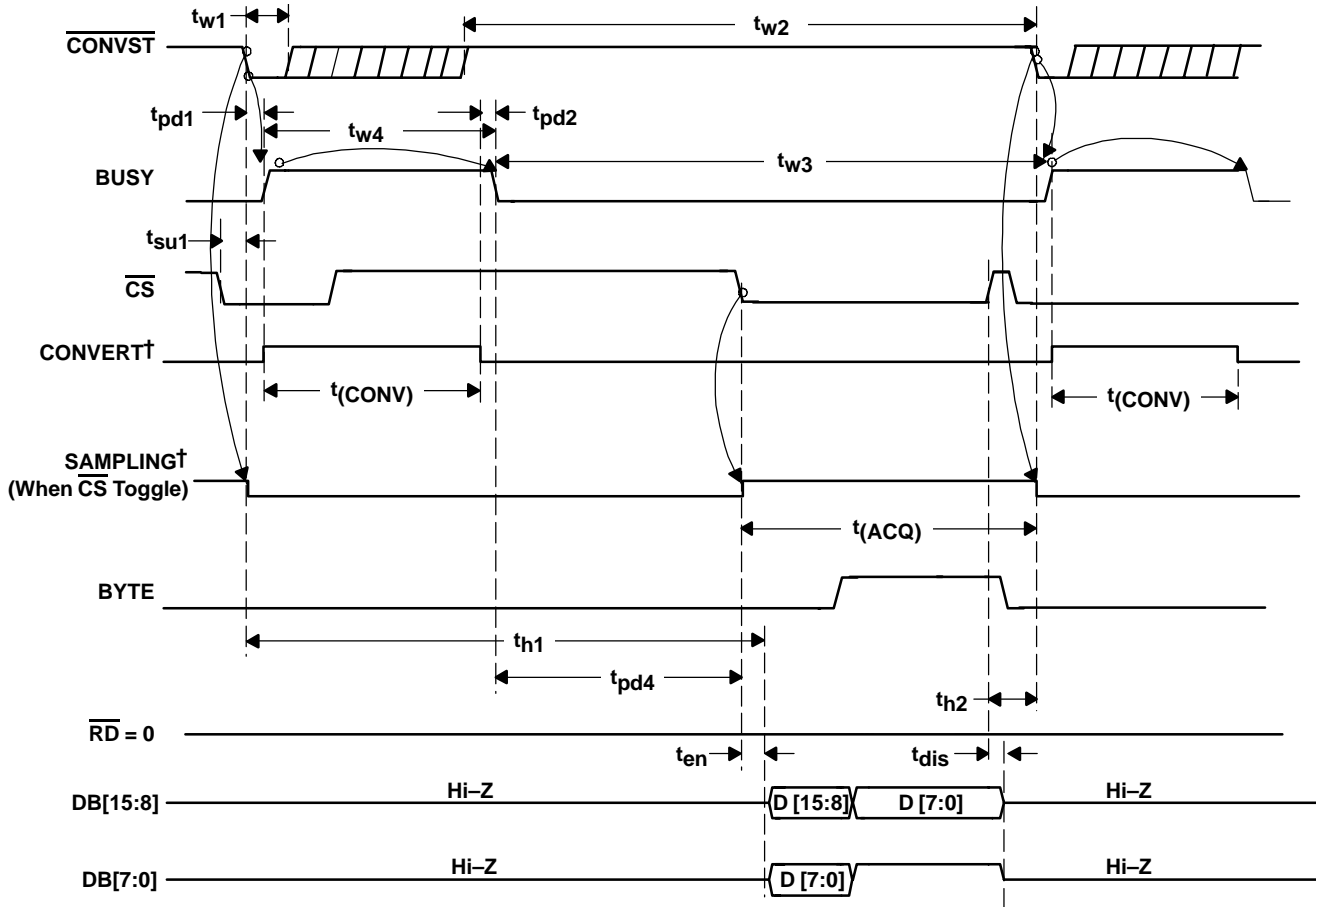 tw1
tw2
CONVST
tpd1
tw4
tpd2
tw3
BUSY
tsu1
CS
CONVERT†
t(CONV)
t(CONV)
SAMPLING†
(When CS Toggle)
t(ACQ)
BYTE
th1
tpd4
th2
RD = 0
ten
tdis
DB[15:8]
Hi–Z
D [15:8]
D [7:0]
Hi–Z
DB[7:0]
Hi–Z
D [7:0]
Hi–Z